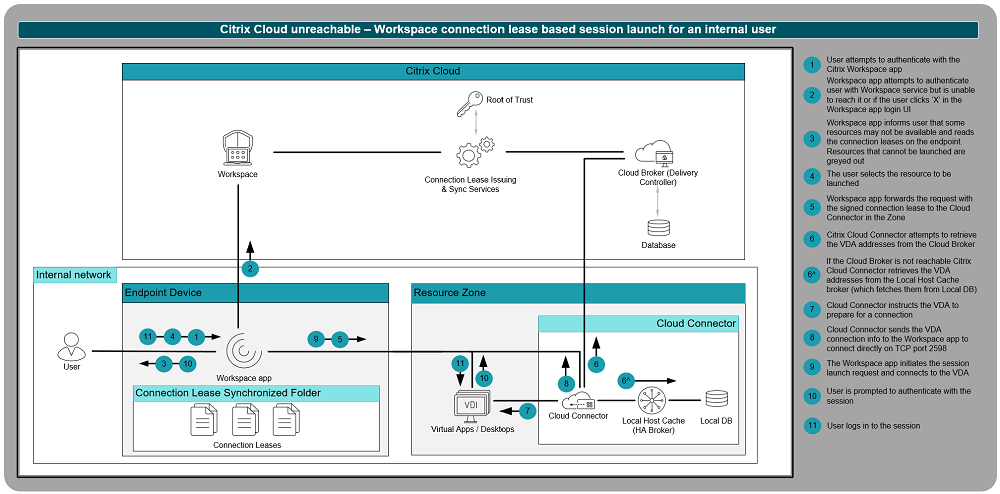 Citrix Cloud unreachable – Workspace connection lease based session launch for an internal user
Citrix Cloud
Root of Trust
Workspace
Connection Lease Issuing
& Sync Services
Cloud Broker (Delivery
Controller)
Database
2
Internal network
Endpoint Device
Resource Zone
Cloud Connector
User
11
4
1
3
10
Workspace app
9
5
Connection Lease Synchronized Folder
Connection Leases
11
10
8
6
6^
7
VDI
Virtual Apps / Desktops
Cloud Connector
Local Host Cache
(HA Broker)
Local DB
1
User attempts to authenticate with the
Citrix Workspace app
2
Workspace app attempts to authenticate
user with Workspace service but is unable
to reach it or if the user clicks 'X' in the
Workspace app login UI
3
Workspace app informs user that some
resources may not be available and reads
the connection leases on the endpoint.
Resources that cannot be launched are
greyed out
4
The user selects the resource to be
launched
5
Workspace app forwards the request with
the signed connection lease to the Cloud
Connector in the Zone
6
Citrix Cloud Connector attempts to retrieve
the VDA addresses from the Cloud Broker
6^
If the Cloud Broker is not reachable Citrix
Cloud Connector retrieves the VDA
addresses from the Local Host Cache
broker (which fetches them from Local DB)
7
Cloud Connector instructs the VDA to
prepare for a connection
8
Cloud Connector sends the VDA
connection info to the Workspace app to
connect directly on TCP port 2598
9
The Workspace app initiates the session
launch request and connects to the VDA
10
User is prompted to authenticate with the
session
11
User logs in to the session